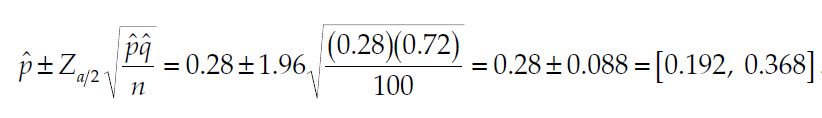 p̂ ± Z_{a/2} √(p̂q̂/n) = 0.28 ± 1.96 √((0.28)(0.72)/100) = 0.28 ± 0.088 = [0.192, 0.368]